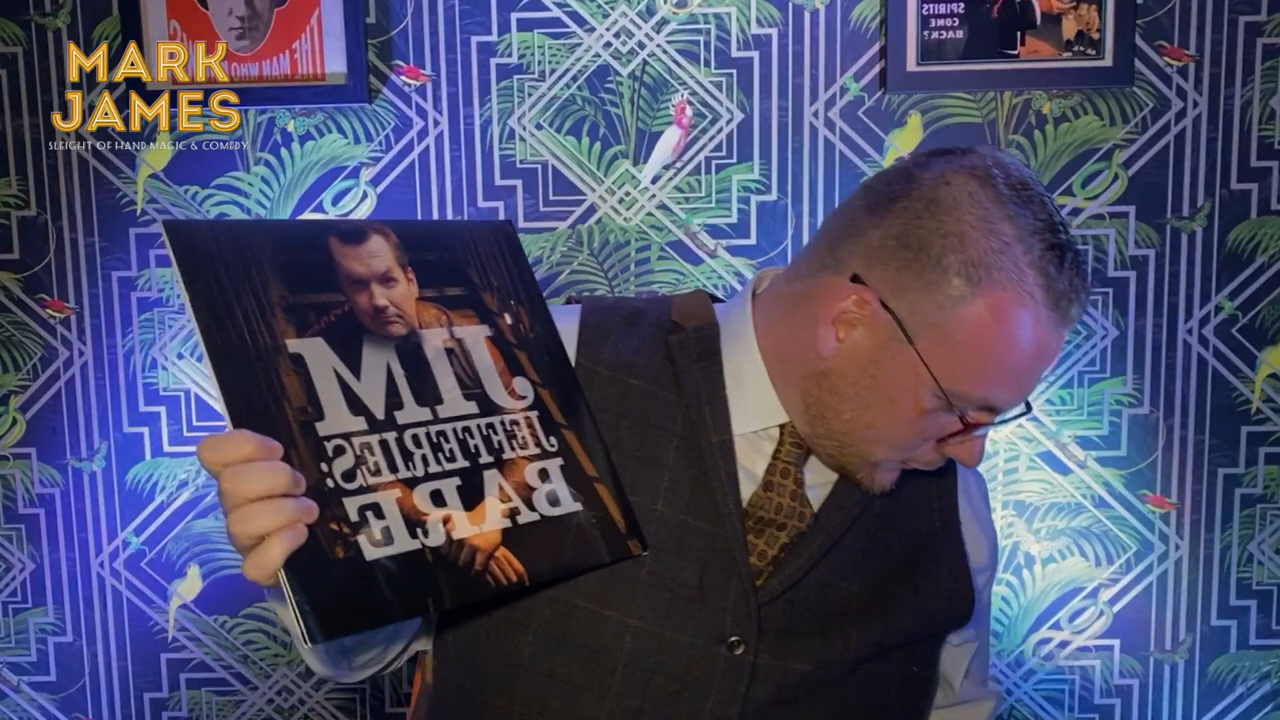 MARK
JAMES
SLEIGHT OF HAND MAGIC & COMEDY
THE MAN WHO
SPIRITS
COME
BACK?
JIM
JEFFERIES:
BARE